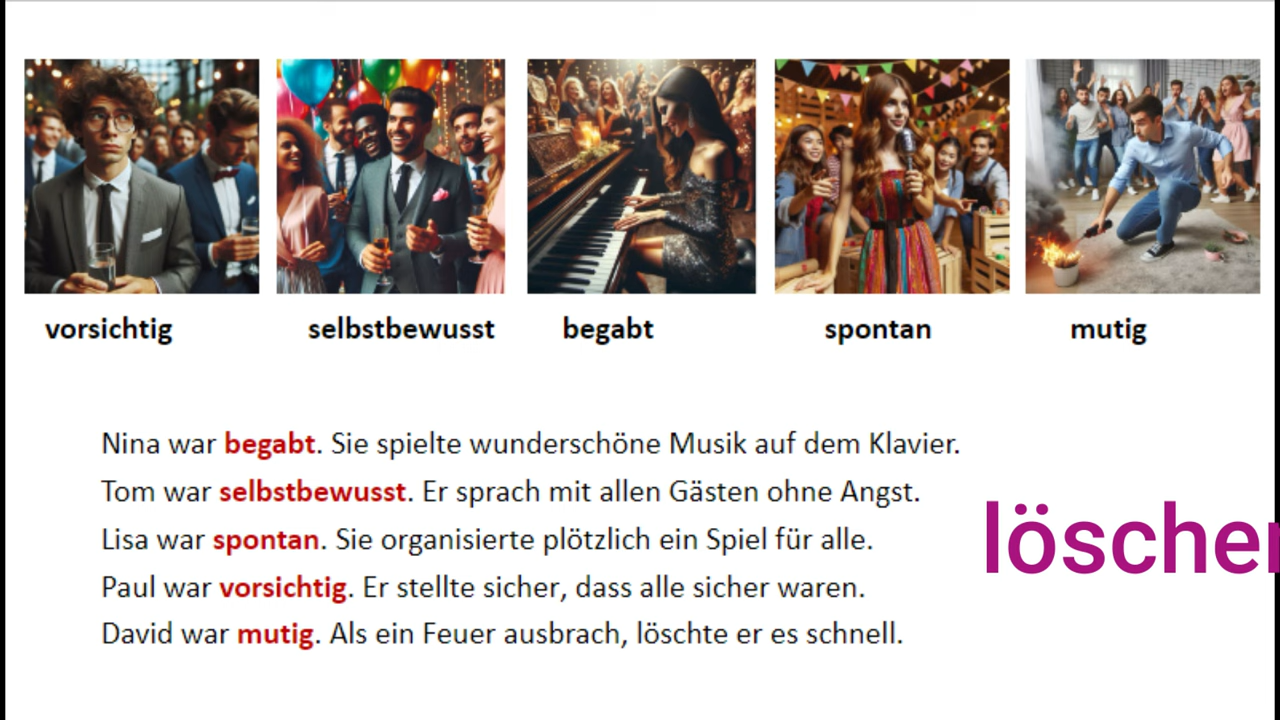 vorsichtig
selbstbewusst
begabt
spontan
mutig
Nina war begabt. Sie spielte wunderschöne Musik auf dem Klavier.
Tom war selbstbewusst. Er sprach mit allen Gästen ohne Angst.
Lisa war spontan. Sie organisierte plötzlich ein Spiel für alle.
Paul war vorsichtig. Er stellte sicher, dass alle sicher waren.
David war mutig. Als ein Feuer ausbrach, löschte er es schnell.
löschen